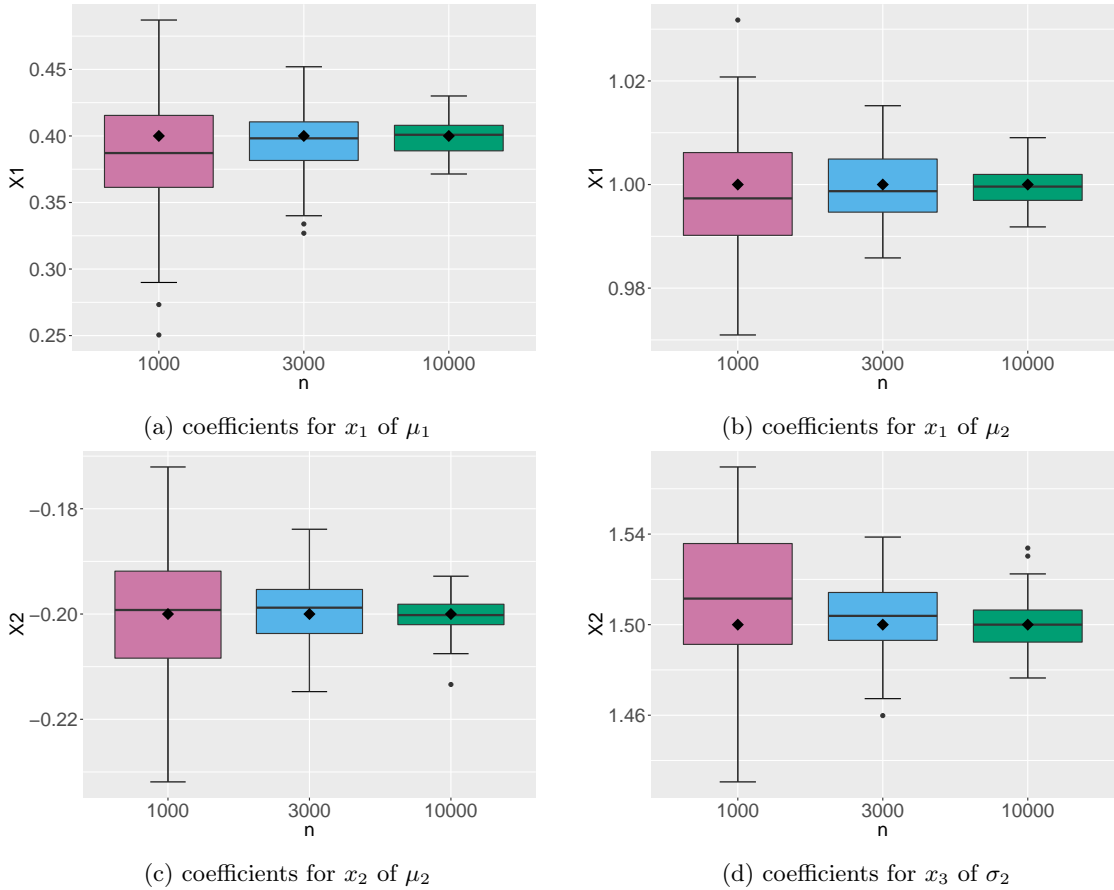 X1
0.45
0.40
0.35
0.30
0.25
1000
3000
10000
n
(a) coefficients for x₁ of μ₁
X1
1.02
1.00
0.98
1000
3000
10000
n
(b) coefficients for x₁ of μ₂
X2
−0.18
−0.20
−0.22
1000
3000
10000
n
(c) coefficients for x₂ of μ₂
X2
1.54
1.50
1.46
1000
3000
10000
n
(d) coefficients for x₃ of σ₂